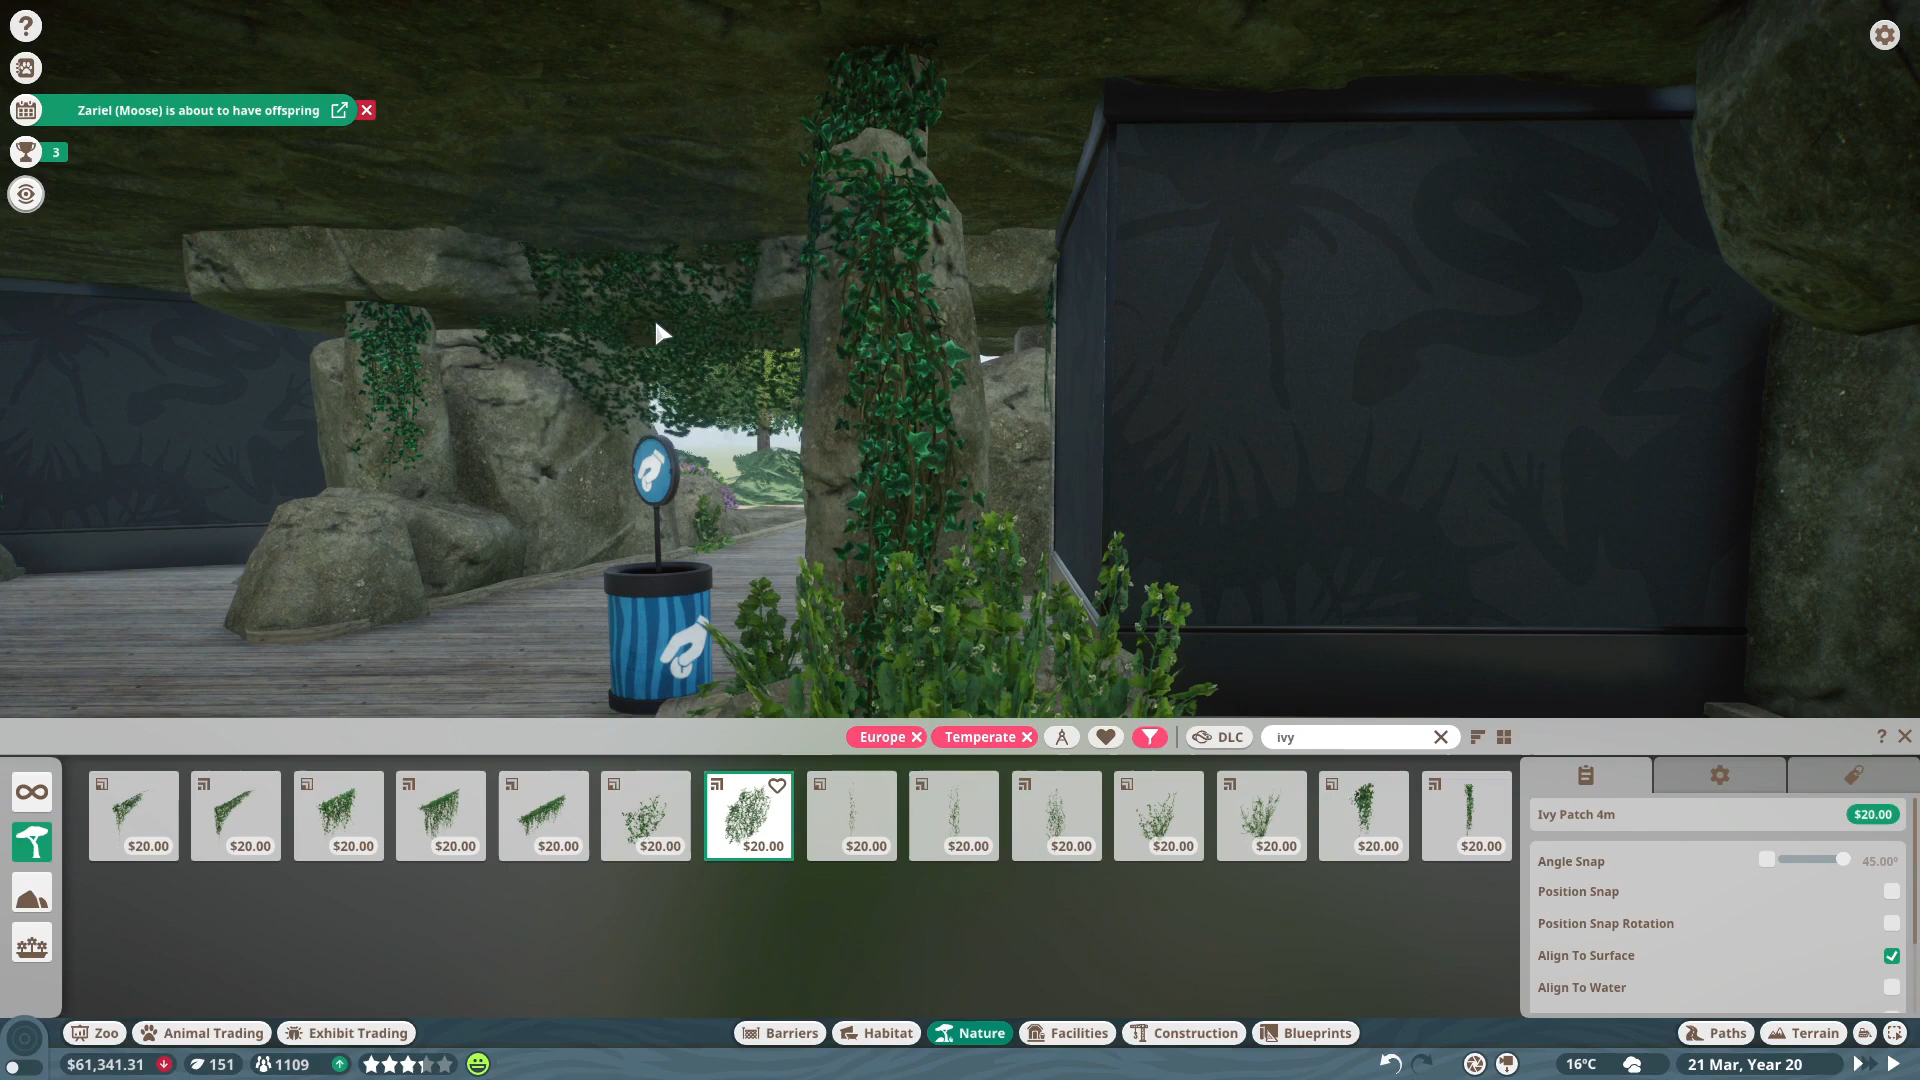 ?
Zariel (Moose) is about to have offspring
3
Europe
Temperate
DLC
ivy
?
$20.00
$20.00
$20.00
$20.00
$20.00
$20.00
$20.00
$20.00
$20.00
$20.00
$20.00
$20.00
$20.00
$20.00
Ivy Patch 4m
$20.00
Angle Snap
45.00°
Position Snap
Position Snap Rotation
Align To Surface
Align To Water
Zoo
Animal Trading
Exhibit Trading
Barriers
Habitat
Nature
Facilities
Construction
Blueprints
Paths
Terrain
$61,341.31
151
1109
16°C
21 Mar, Year 20